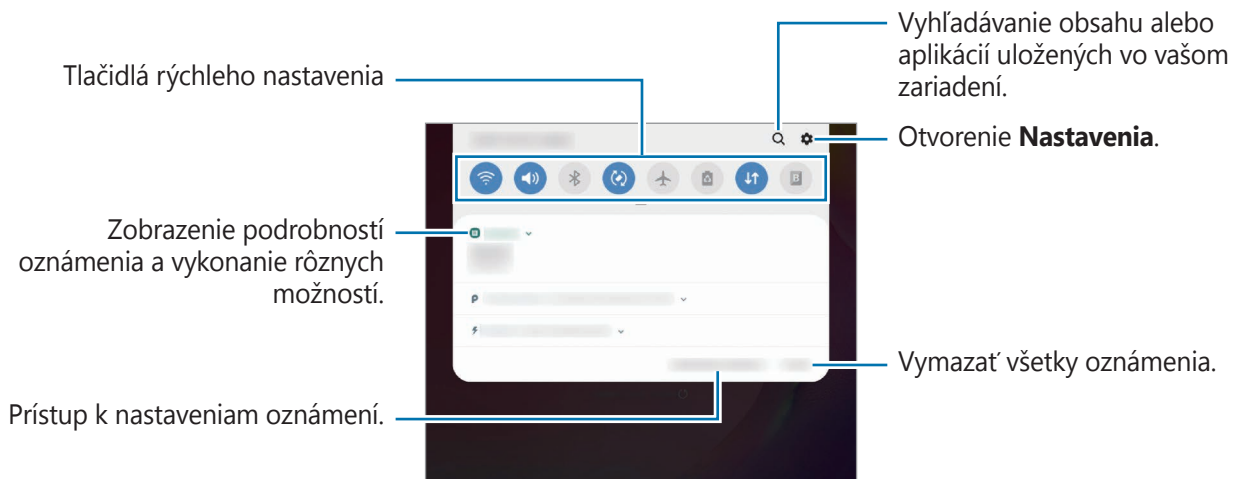 Vyhľadávanie obsahu alebo
aplikácií uložených vo vašom
zariadení.
Tlačidlá rýchleho nastavenia
Otvorenie Nastavenia.
Zobrazenie podrobností
oznámenia a vykonanie rôznych
možností.
Vymazať všetky oznámenia.
Prístup k nastaveniam oznámení.